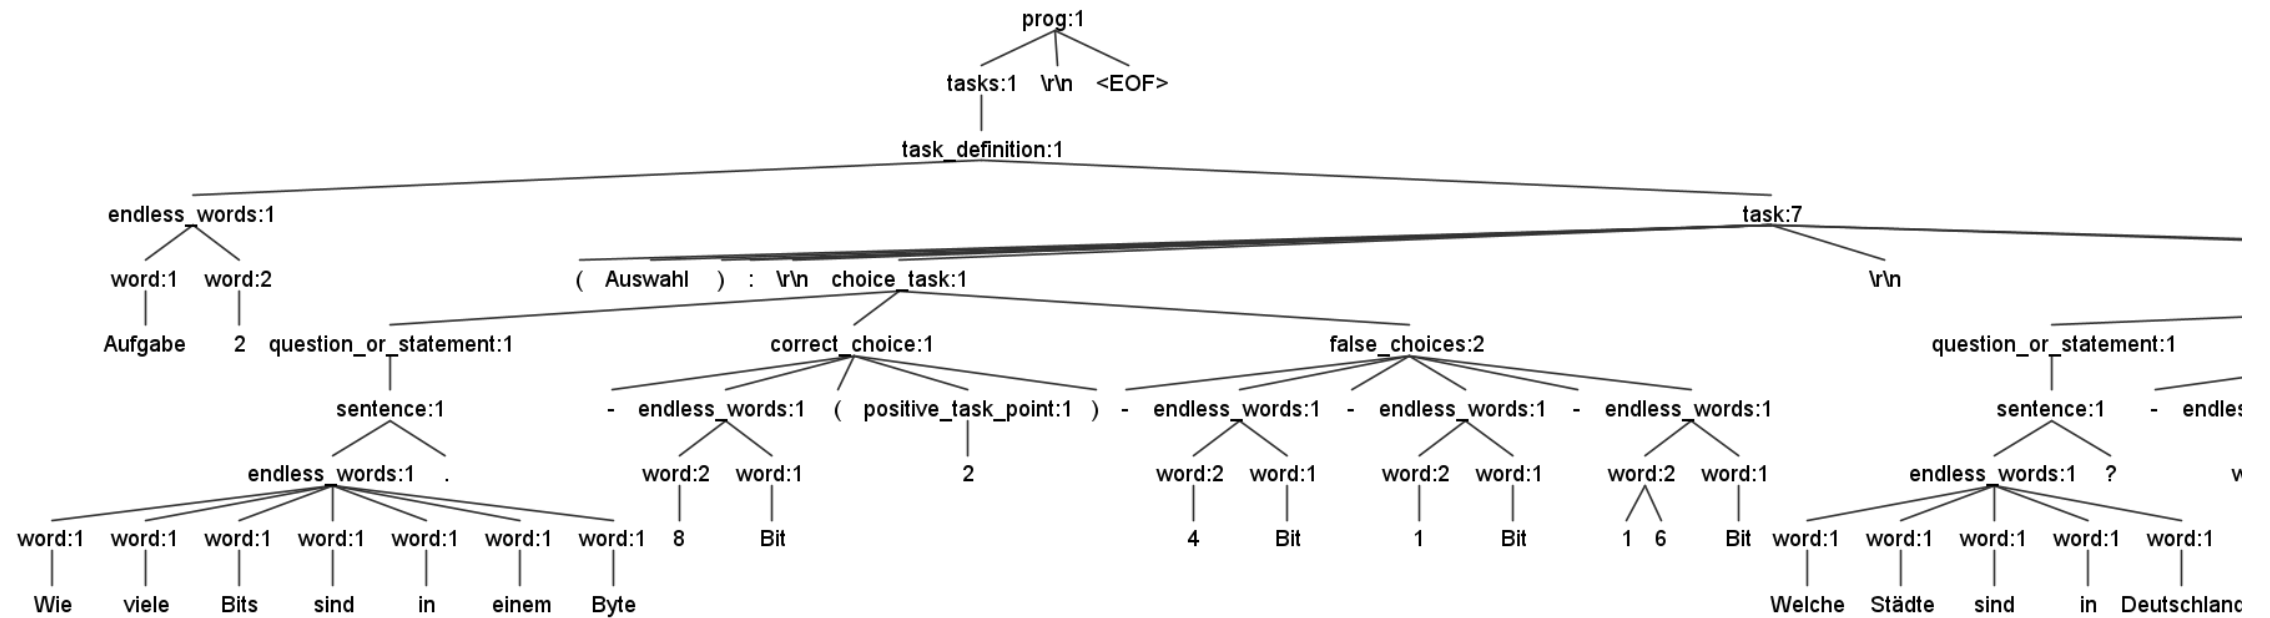 prog:1
tasks:1 \r\n <EOF>
task_definition:1
endless_words:1 task:7
word:1 word:2 ( Auswahl ) : \r\n choice_task:1 \r\n
Aufgabe 2 question_or_statement:1 correct_choice:1 false_choices:2 question_or_statement:1
sentence:1 - endless_words:1 ( positive_task_point:1 ) - endless_words:1 - endless_words:1 - endless_words:1 sentence:1 - endles
endless_words:1 . word:2 word:1 2 word:2 word:1 word:2 word:1 word:2 word:1 endless_words:1 ? w
word:1 word:1 word:1 word:1 word:1 word:1 word:1 8 Bit 4 Bit 1 Bit 1 6 Bit word:1 word:1 word:1 word:1 word:1
Wie viele Bits sind in einem Byte Welche Städte sind in Deutschland